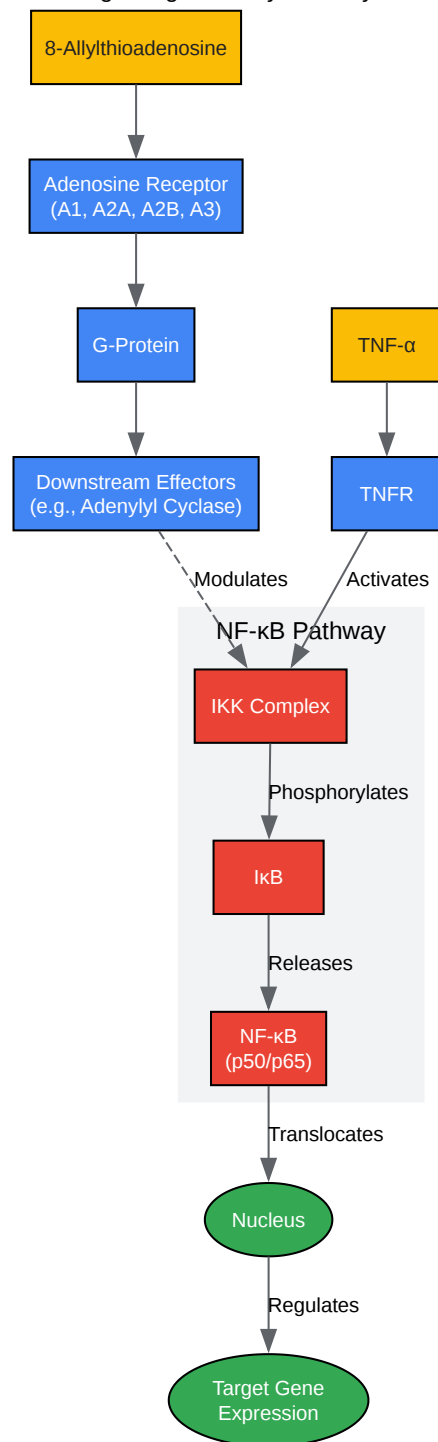 8-Allylthioadenosine
Adenosine Receptor
(A1, A2A, A2B, A3)
G-Protein
TNF-α
Downstream Effectors
(e.g., Adenylyl Cyclase)
TNFR
Modulates
Activates
NF-κB Pathway
IKK Complex
Phosphorylates
IκB
Releases
NF-κB
(p50/p65)
Translocates
Nucleus
Regulates
Target Gene
Expression